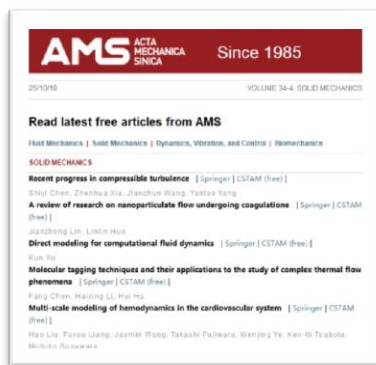 AMS ACTA MECHANICA SINICA Since 1985
25/10/18 VOLUME 34-4, SOLID MECHANICS
Read latest free articles from AMS
Fluid Mechanics | Solid Mechanics | Dynamics, Vibration, and Control | Biomechanics
SOLID MECHANICS
Recent progress in compressible turbulence | Springer | CSTAM (free) |
Shiyi Chen, Zhenhua Xia, Jianchun Wang, Yantao Yang
A review of research on nanoparticulate flow undergoing coagulatione | Springer | CSTAM
(free) |
Jianzhong Lin, Linlin Huo
Direct modeling for computational fluid dynamics | Springer | CSTAM (free) |
Kun Xu
Molecular tagging techniques and their applications to the study of complex thermal flow
phenomena | Springer | CSTAM (free) |
Fang Chen, Haixing Li, Hui Hu
Multi-scale modeling of hemodynamics in the cardiovascular system | Springer | CSTAM
(free) |
Hao Liu, Fuyou Liang, Jasmin Wong, Takashi Fujiwara, Wenjing Ye, Ken-iti Tsubota,